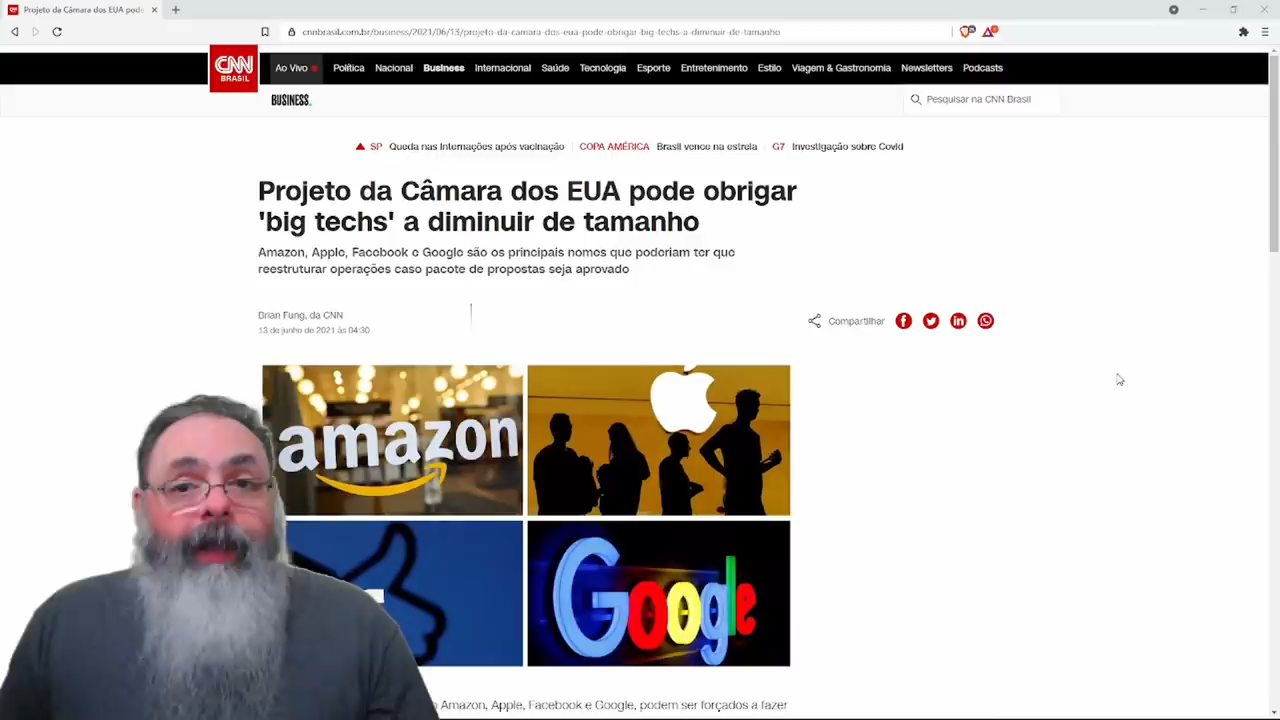 Projeto da Câmara dos EUA pode
cnnbrasil.com.br/business/2021/06/13/projeto-da-camara-dos-eua-pode-obrigar-big-techs-a-diminuir-de-tamanho
CNN
BRASIL
Ao Vivo Política Nacional Business Internacional Saúde Tecnologia Esporte Entretenimento Estilo Viagem & Gastronomia Newsletters Podcasts
BUSINESS.
Pesquisar na CNN Brasil
SP Queda nas internações após vacinação COPA AMÉRICA Brasil vence na estreia G7 Investigação sobre Covid
Projeto da Câmara dos EUA pode obrigar
'big techs' a diminuir de tamanho
Amazon, Apple, Facebook e Google são os principais nomes que poderiam ter que
reestruturar operações caso pacote de propostas seja aprovado
Brian Fung, da CNN
13 de junho de 2021 às 04:30
Compartilhar
amazon
Google
Amazon, Apple, Facebook e Google, podem ser forçados a fazer